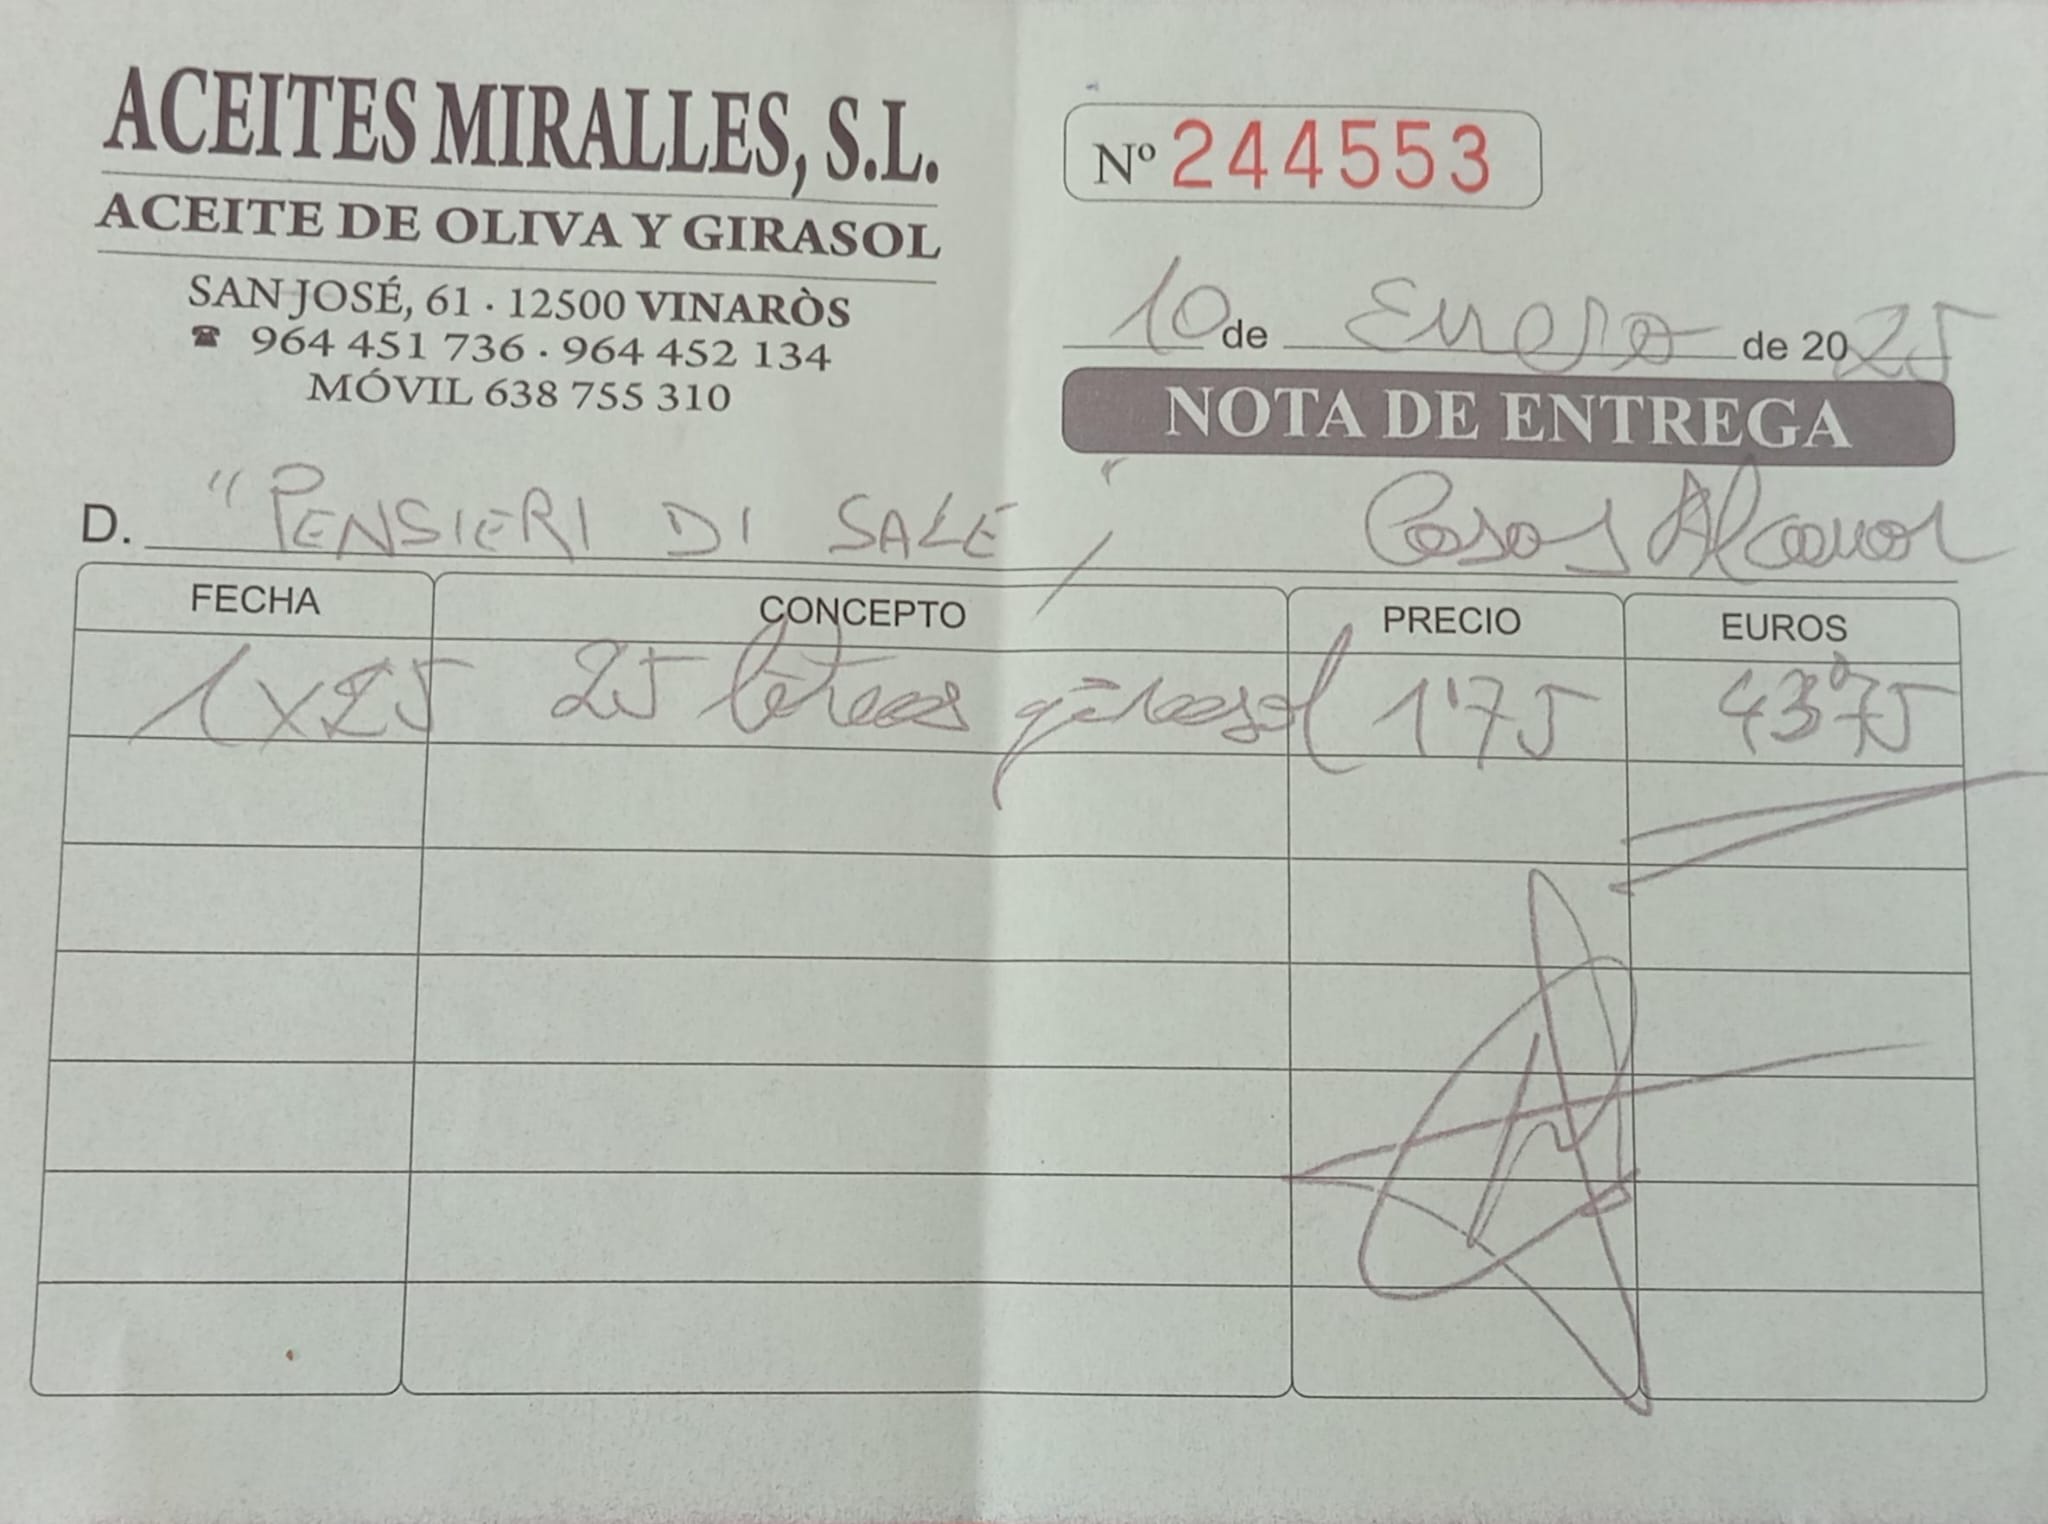 ACEITES MIRALLES, S.L.
ACEITE DE OLIVA Y GIRASOL
SAN JOSÉ, 61 · 12500 VINARÒS
☎ 964 451 736 · 964 452 134
MÓVIL 638 755 310
Nº 244553
10 de Enero de 2025
NOTA DE ENTREGA
D. "PENSIERI DI SALE" Casas Alcanar
FECHA CONCEPTO PRECIO EUROS
1x25 25 litros girasol 1'75 43'75